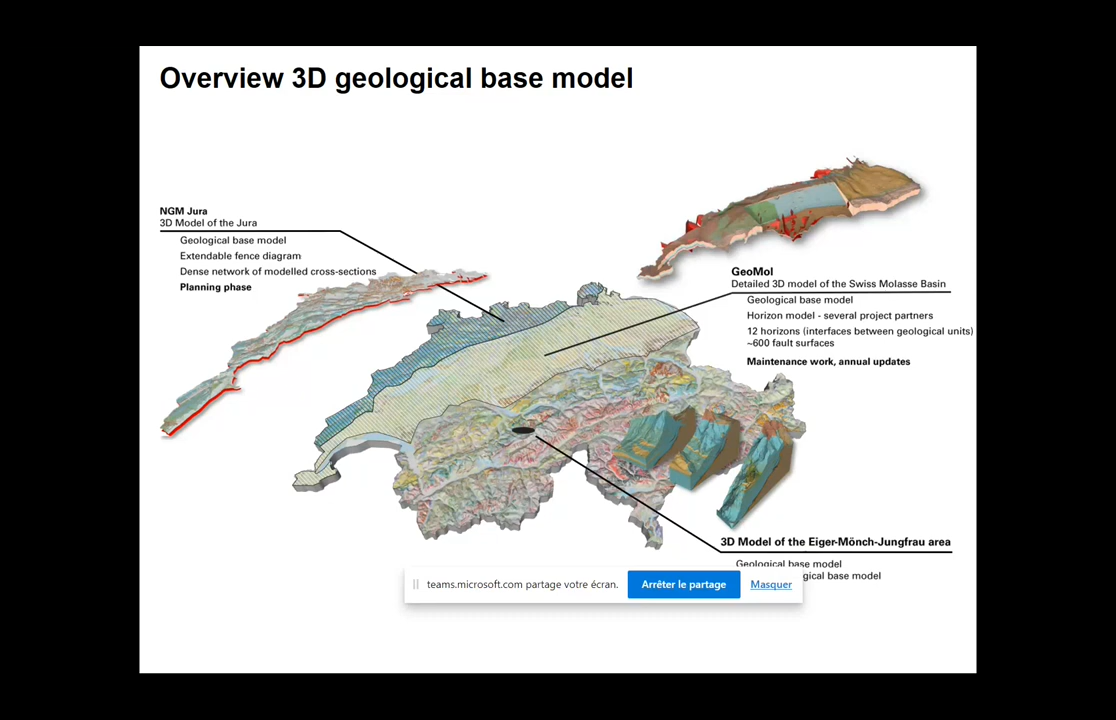 Overview 3D geological base model
NGM Jura
3D Model of the Jura
Geological base model
Extendable fence diagram
Dense network of modelled cross-sections
Planning phase
GeoMol
Detailed 3D model of the Swiss Molasse Basin
Geological base model
Horizon model - several project partners
12 horizons (interfaces between geological units)
~600 fault surfaces
Maintenance work, annual updates
3D Model of the Eiger-Mönch-Jungfrau area
Geological base model
base model
teams.microsoft.com partage votre écran.
Arrêter le partage
Masquer